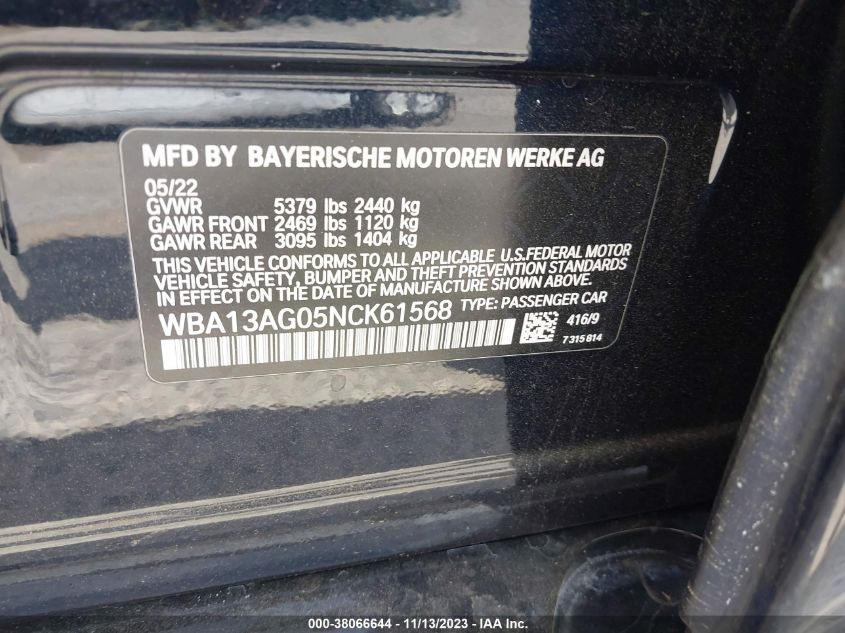 MFD BY BAYERISCHE MOTOREN WERKE AG
05/22
GVWR 5379 lbs 2440 kg
GAWR FRONT 2469 lbs 1120 kg
GAWR REAR 3095 lbs 1404 kg
THIS VEHICLE CONFORMS TO ALL APPLICABLE U.S.FEDERAL MOTOR
VEHICLE SAFETY, BUMPER AND THEFT PREVENTION STANDARDS
IN EFFECT ON THE DATE OF MANUFACTURE SHOWN ABOVE.
WBA13AG05NCK61568 TYPE: PASSENGER CAR
416/9
7315814
000-38066644 - 11/13/2023 - IAAI - Copyright IAA, Inc.